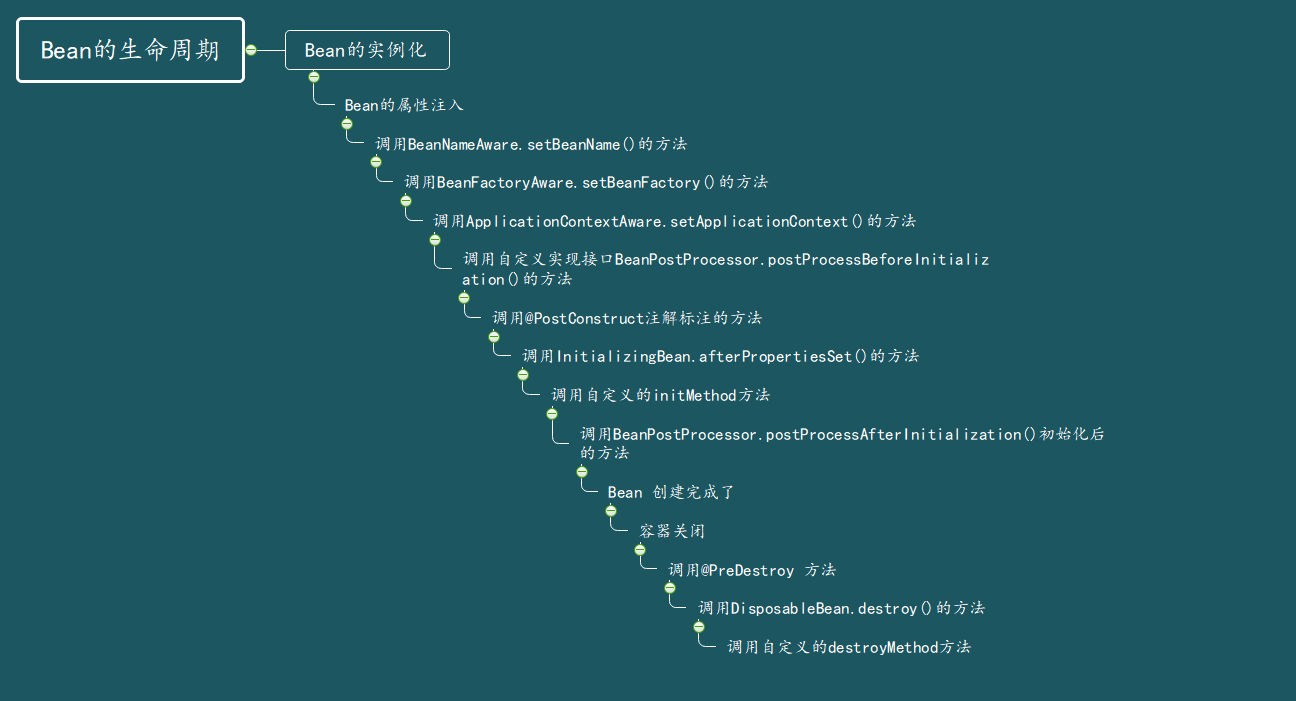 Bean的生命周期
Bean的实例化
Bean的属性注入
调用BeanNameAware.setBeanName()的方法
调用BeanFactoryAware.setBeanFactory()的方法
调用ApplicationContextAware.setApplicationContext()的方法
调用自定义实现接口BeanPostProcessor.postProcessBeforeInitializ
ation()的方法
调用@PostConstruct注解标注的方法
调用InitializingBean.afterPropertiesSet()的方法
调用自定义的initMethod方法
调用BeanPostProcessor.postProcessAfterInitialization()初始化后
的方法
Bean 创建完成了
容器关闭
调用@PreDestroy 方法
调用DisposableBean.destroy()的方法
调用自定义的destroyMethod方法